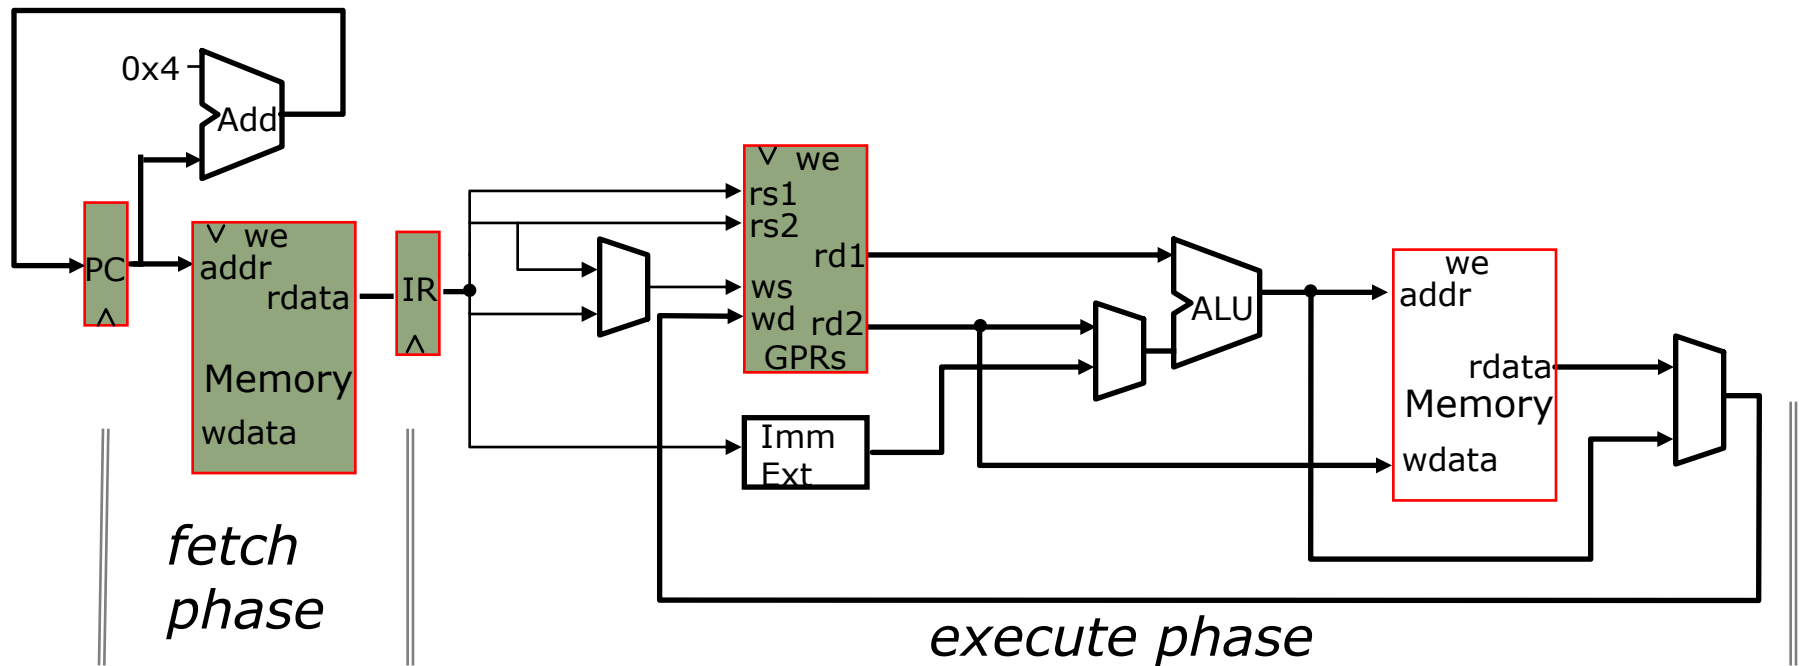 0x4
Add
PC
we
addr
rdata
Memory
wdata
IR
we
rs1
rs2
rd1
ws
wd
rd2
GPRs
Imm
Ext
ALU
we
addr
rdata
Memory
wdata
fetch
phase
execute phase